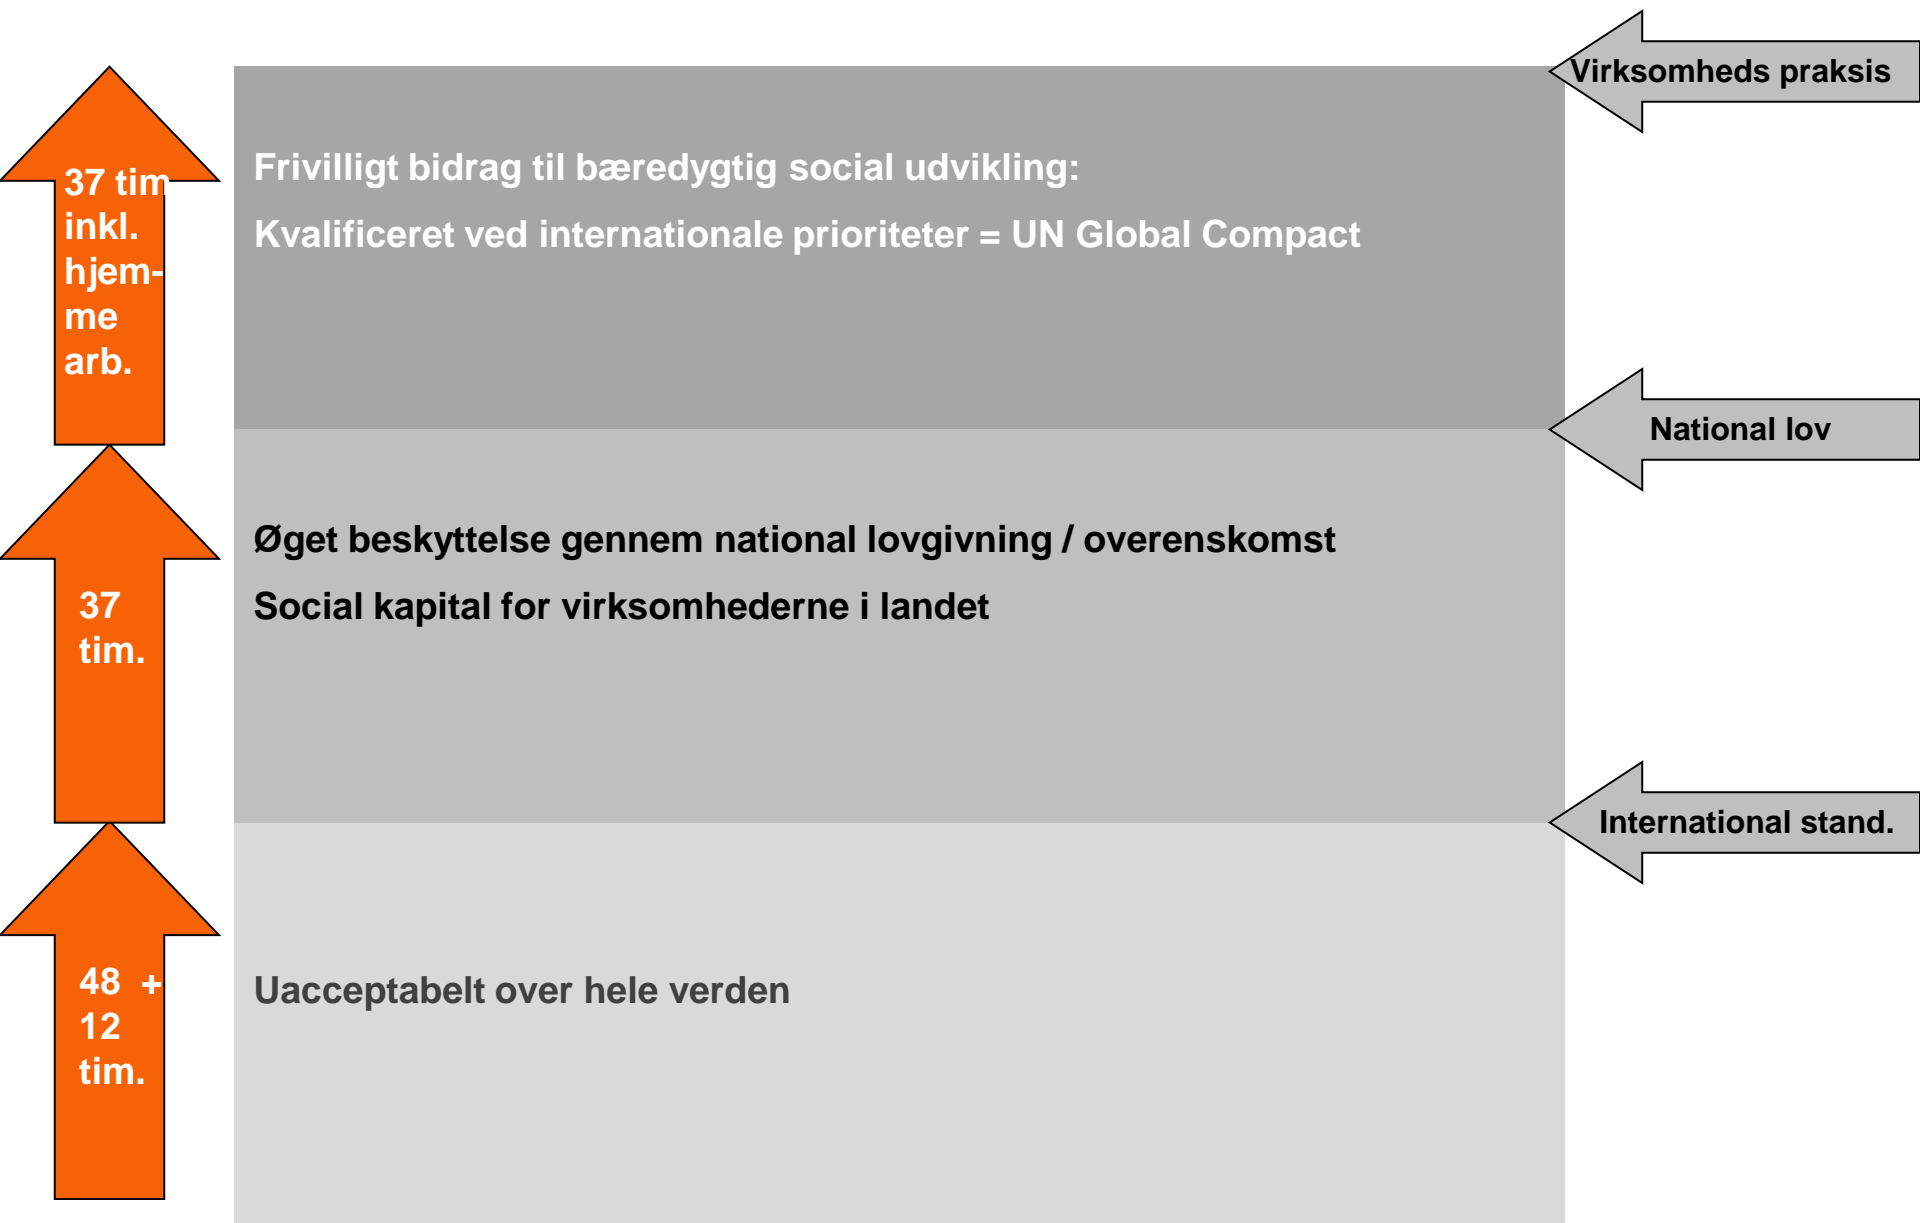 Virksomheds praksis
37 tim
inkl.
hjem-
me
arb.
Frivilligt bidrag til bæredygtig social udvikling:
Kvalificeret ved internationale prioriteter = UN Global Compact
National lov
37
tim.
Øget beskyttelse gennem national lovgivning / overenskomst
Social kapital for virksomhederne i landet
International stand.
48 +
12
tim.
Uacceptabelt over hele verden